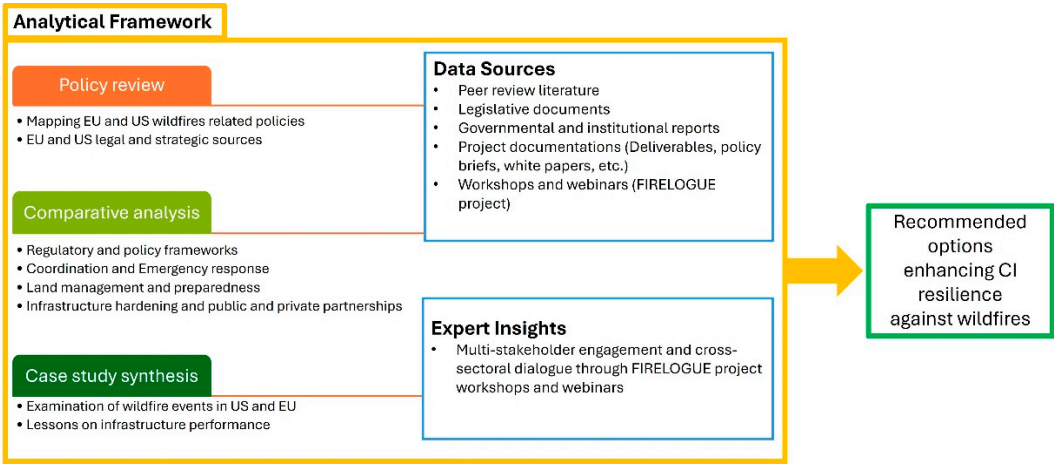 Analytical Framework
Policy review
• Mapping EU and US wildfires related policies
• EU and US legal and strategic sources
Comparative analysis
• Regulatory and policy frameworks
• Coordination and Emergency response
• Land management and preparedness
• Infrastructure hardening and public and private partnerships
Case study synthesis
• Examination of wildfire events in US and EU
• Lessons on infrastructure performance
Data Sources
• Peer review literature
• Legislative documents
• Governmental and institutional reports
• Project documentations (Deliverables, policy
briefs, white papers, etc.)
• Workshops and webinars (FIRELOGUE
project)
Expert Insights
• Multi-stakeholder engagement and cross-
sectoral dialogue through FIRELOGUE project
workshops and webinars
Recommended
options
enhancing CI
resilience
against wildfires